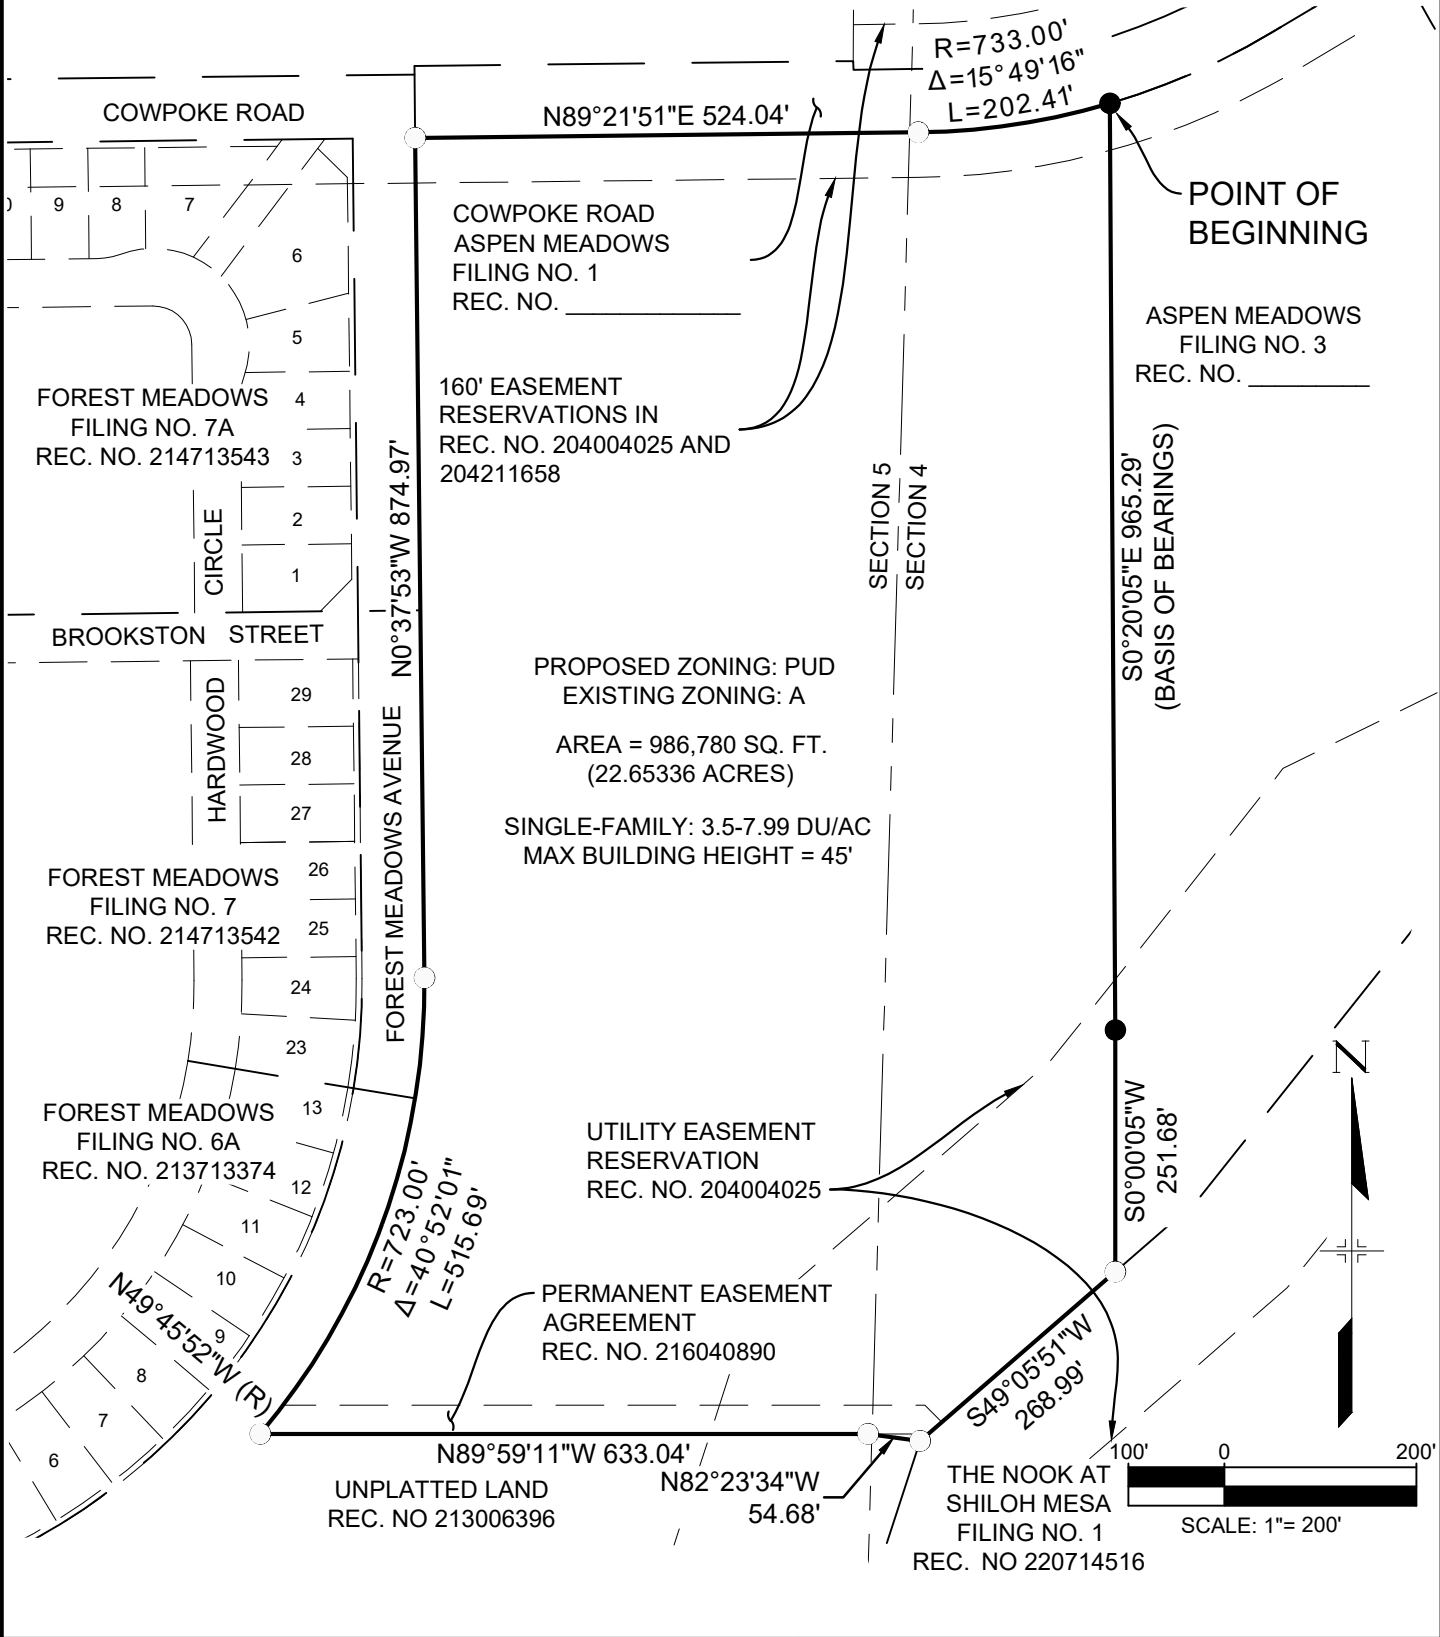 R=733.00'
Δ=15°49'16"
L=202.41'
COWPOKE ROAD
N89°21'51"E 524.04'
POINT OF
BEGINNING
9
8
7
6
5
4
3
2
1
COWPOKE ROAD
ASPEN MEADOWS
FILING NO. 1
REC. NO. _____________
ASPEN MEADOWS
FILING NO. 3
REC. NO. _________
160' EASEMENT
RESERVATIONS IN
REC. NO. 204004025 AND
204211658
FOREST MEADOWS
FILING NO. 7A
REC. NO. 214713543
N0°37'53"W 874.97'
SECTION 5
SECTION 4
S0°20'05"E 965.29'
(BASIS OF BEARINGS)
CIRCLE
BROOKSTON STREET
HARDWOOD
FOREST MEADOWS AVENUE
PROPOSED ZONING: PUD
EXISTING ZONING: A
AREA = 986,780 SQ. FT.
(22.65336 ACRES)
SINGLE-FAMILY: 3.5-7.99 DU/AC
MAX BUILDING HEIGHT = 45'
29
28
27
26
25
24
23
FOREST MEADOWS
FILING NO. 7
REC. NO. 214713542
13
12
11
10
9
8
7
6
FOREST MEADOWS
FILING NO. 6A
REC. NO. 213713374
N
UTILITY EASEMENT
RESERVATION
REC. NO. 204004025
S0°00'05"W
251.68'
R=723.00'
Δ=40°52'01"
L=515.69'
N49°45'52"W (R)
PERMANENT EASEMENT
AGREEMENT
REC. NO. 216040890
S49°05'51"W
268.99'
N89°59'11"W 633.04'
N82°23'34"W
54.68'
UNPLATTED LAND
REC. NO 213006396
THE NOOK AT
SHILOH MESA
FILING NO. 1
REC. NO 220714516
100' 0 200'
SCALE: 1"= 200'